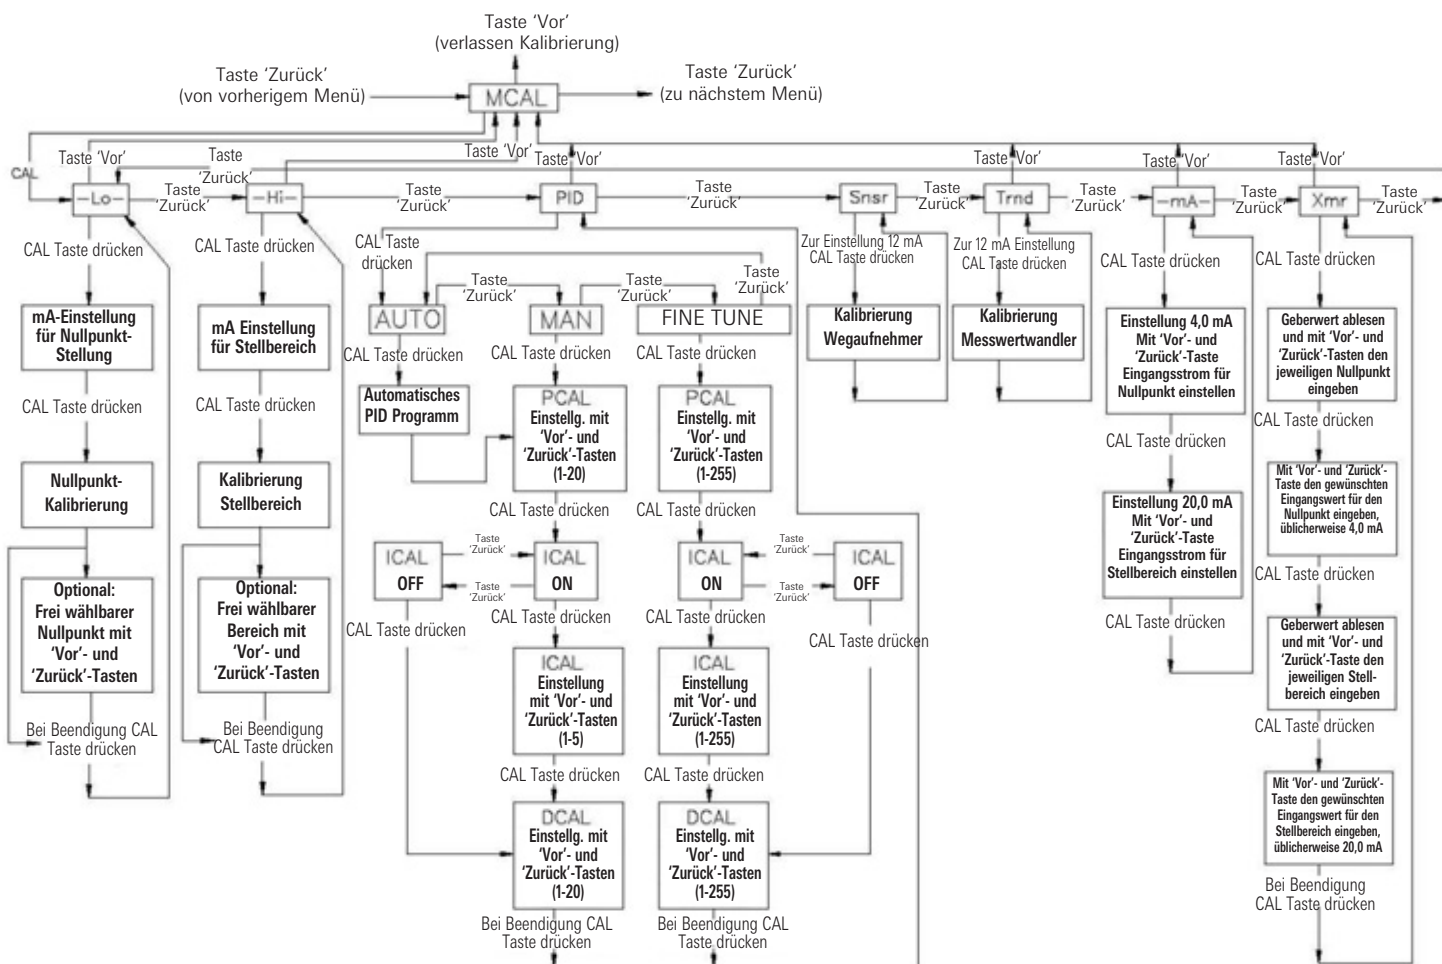 Taste 'Vor'
(verlassen Kalibrierung)
Taste 'Zurück'
(von vorherigem Menü)
MCAL
Taste 'Zurück'
(zu nächstem Menü)
CAL
Taste 'Vor'
Taste
'Zurück'
Taste 'Vor'
Taste 'Vor'
Taste 'Vor'
Taste 'Vor'
Taste 'Vor'
-Lo-
Taste
'Zurück'
-Hi-
Taste
'Zurück'
PID
Taste
'Zurück'
Snsr
Taste
'Zurück'
Trnd
Taste
'Zurück'
-mA-
Taste
'Zurück'
Xmr
Taste
'Zurück'
CAL Taste drücken
mA-Einstellung
für Nullpunkt-
Stellung
CAL Taste drücken
Nullpunkt-
Kalibrierung
Optional:
Frei wählbarer
Nullpunkt mit
'Vor'- und
'Zurück'-Tasten
Bei Beendigung CAL
Taste drücken
CAL Taste drücken
mA Einstellung
für Stellbereich
CAL Taste drücken
Kalibrierung
Stellbereich
Optional:
Frei wählbarer
Bereich mit
'Vor'- und
'Zurück'-Tasten
Bei Beendigung
CAL Taste drücken
CAL Taste
drücken
AUTO
Taste
'Zurück'
MAN
Taste
'Zurück'
FINE TUNE
Taste
'Zurück'
CAL Taste drücken
Automatisches
PID Programm
CAL Taste drücken
PCAL
Einstellg. mit
'Vor'- und
'Zurück'-Tasten
(1-20)
CAL Taste drücken
ICAL
OFF
Taste
'Zurück'
Taste
'Zurück'
ICAL
ON
CAL Taste drücken
CAL Taste drücken
ICAL
Einstellung
mit 'Vor'- und
'Zurück'-Tasten
(1-5)
CAL Taste drücken
DCAL
Einstellg. mit
'Vor'- und
'Zurück'-Tasten
(1-20)
Bei Beendigung CAL
Taste drücken
CAL Taste drücken
PCAL
Einstellg. mit
'Vor'- und
'Zurück'-Tasten
(1-255)
CAL Taste drücken
ICAL
ON
Taste
'Zurück'
Taste
'Zurück'
ICAL
OFF
CAL Taste drücken
CAL Taste drücken
ICAL
Einstellung
mit 'Vor'- und
'Zurück'-Tasten
(1-255)
CAL Taste drücken
DCAL
Einstellg. mit
'Vor'- und
'Zurück'-Tasten
(1-255)
Bei Beendigung CAL
Taste drücken
Zur Einstellung 12 mA
CAL Taste drücken
Kalibrierung
Wegaufnehmer
Zur 12 mA Einstellung
CAL Taste drücken
Kalibrierung
Messwertwandler
CAL Taste drücken
Einstellung 4,0 mA
Mit 'Vor'- und
'Zurück'-Taste
Eingangsstrom für
Nullpunkt einstellen
CAL Taste drücken
Einstellung 20,0 mA
Mit 'Vor'- und
'Zurück'-Taste
Eingangsstrom für
Stellbereich einstellen
CAL Taste drücken
CAL Taste drücken
Geberwert ablesen
und mit 'Vor'- und
'Zurück'-Tasten den
jeweiligen Nullpunkt
eingeben
CAL Taste drücken
Mit 'Vor'- und 'Zurück'-
Taste den gewünschten
Eingangswert für den
Nullpunkt eingeben,
üblicherweise 4,0 mA
CAL Taste drücken
Geberwert ablesen
und mit 'Vor'- und
'Zurück'-Taste den
jeweiligen Stell-
bereich eingeben
CAL Taste drücken
Mit 'Vor'- und 'Zurück'-
Taste den gewünschten
Eingangswert für den
Stellbereich eingeben,
üblicherweise 20,0 mA
Bei Beendigung
CAL Taste drücken